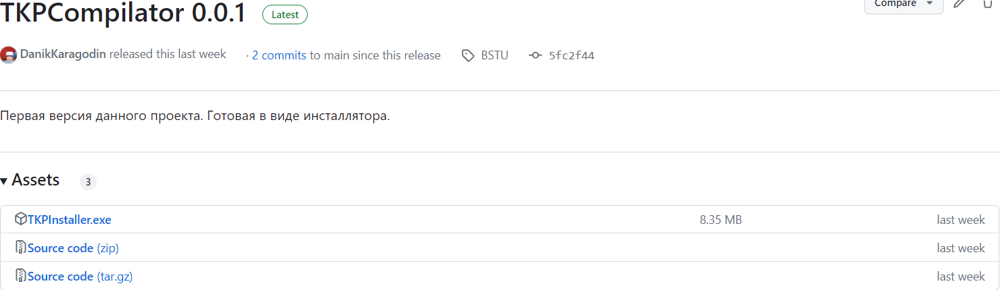 TKPCompilator 0.0.1 Latest Compare
DanikKaragodin released this last week · 2 commits to main since this release BSTU 5fc2f44
Первая версия данного проекта. Готовая в виде инсталлятора.
Assets 3
TKPInstaller.exe 8.35 MB last week
Source code (zip) last week
Source code (tar.gz) last week